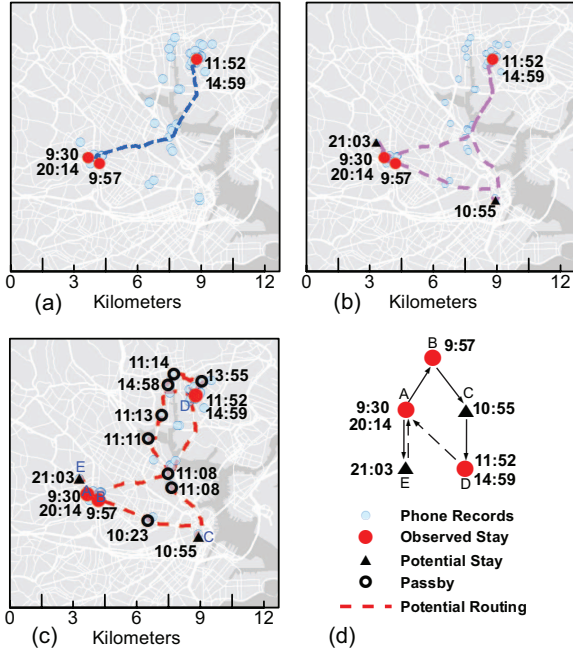 11:52
14:59
9:30
20:14
9:57
0 3 6 9 12
(a) Kilometers
11:52
14:59
21:03
9:30
20:14
9:57
10:55
0 3 6 9 12
(b) Kilometers
11:14
14:58
13:55
D
11:52
14:59
11:13
11:11
E
21:03
11:08
11:08
9:30
20:14
9:57
10:23
10:55
C
0 3 6 9 12
(c) Kilometers
B
9:57
A
C
9:30
20:14
10:55
21:03
E
11:52
14:59
D
Phone Records
Observed Stay
Potential Stay
Passby
Potential Routing
(d)